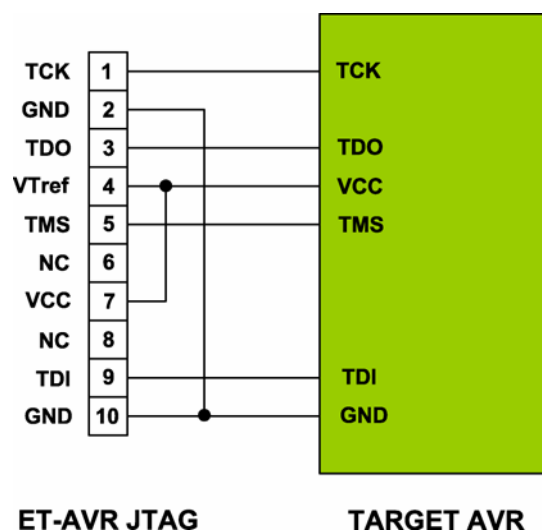 TCK 1 TCK
GND 2
TDO 3 TDO
VTref 4 VCC
TMS 5 TMS
NC 6
VCC 7
NC 8
TDI 9 TDI
GND 10 GND
ET-AVR JTAG TARGET AVR